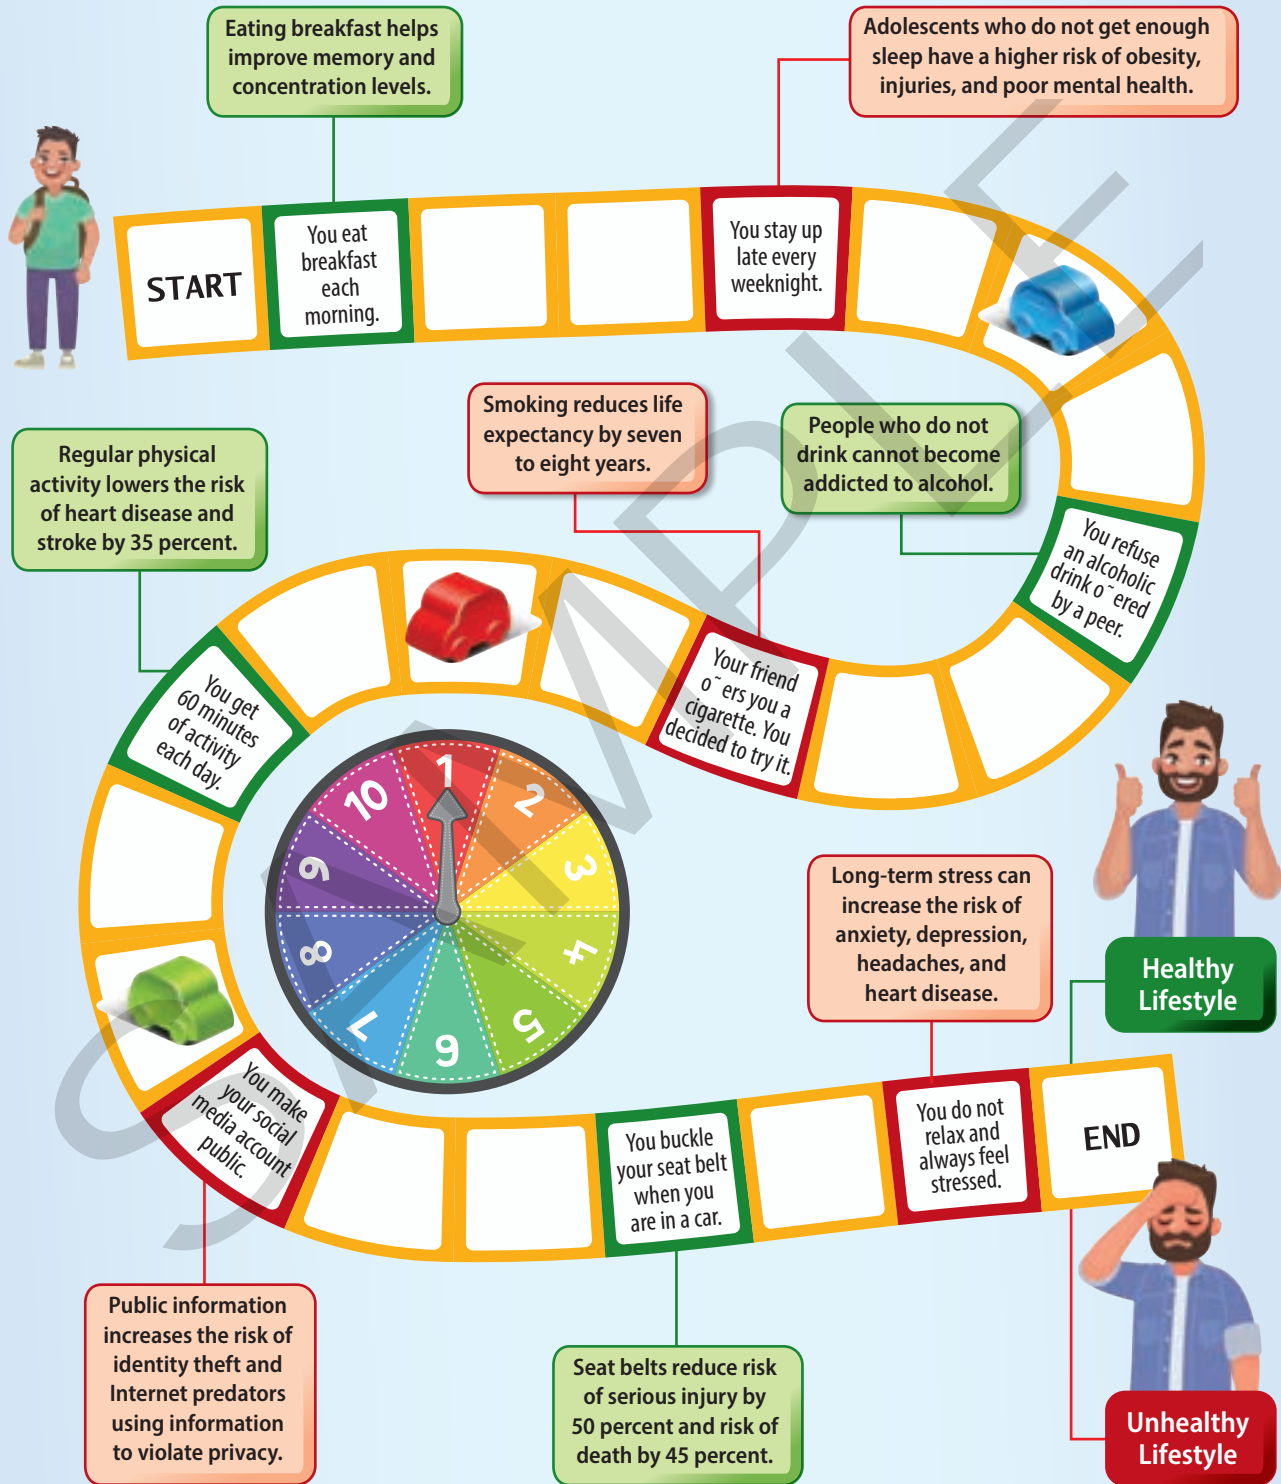 Eating breakfast helps
improve memory and
concentration levels.
Adolescents who do not get enough
sleep have a higher risk of obesity,
injuries, and poor mental health.
START
You eat
breakfast
each
morning.
You stay up
late every
weeknight.
Smoking reduces life
expectancy by seven
to eight years.
People who do not
drink cannot become
addicted to alcohol.
Regular physical
activity lowers the risk
of heart disease and
stroke by 35 percent.
You refuse
an alcoholic
drink o˜ered
by a peer.
Your friend
o˜ers you a
cigarette. You
decided to try it.
You get
60 minutes
of activity
each day.
1
2
3
4
5
6
7
8
9
10
Long-term stress can
increase the risk of
anxiety, depression,
headaches, and
heart disease.
Healthy
Lifestyle
You make
your social
media account
public.
You buckle
your seat belt
when you
are in a car.
You do not
relax and
always feel
stressed.
END
Public information
increases the risk of
identity theft and
Internet predators
using information
to violate privacy.
Seat belts reduce risk
of serious injury by
50 percent and risk of
death by 45 percent.
Unhealthy
Lifestyle
SAMPLE